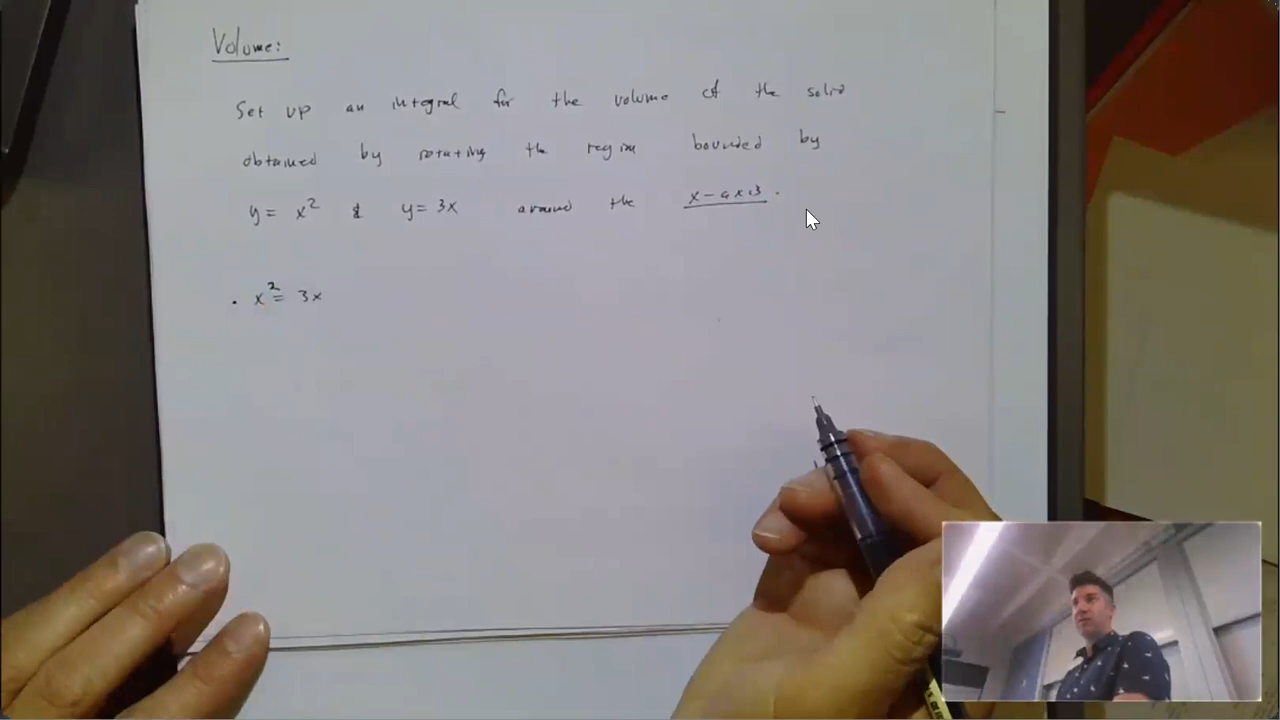 Volume:
Set up an integral for the volume of the solid
obtained by rotating the region bounded by
y = x² & y = 3x around the x-axis.
• x² = 3x